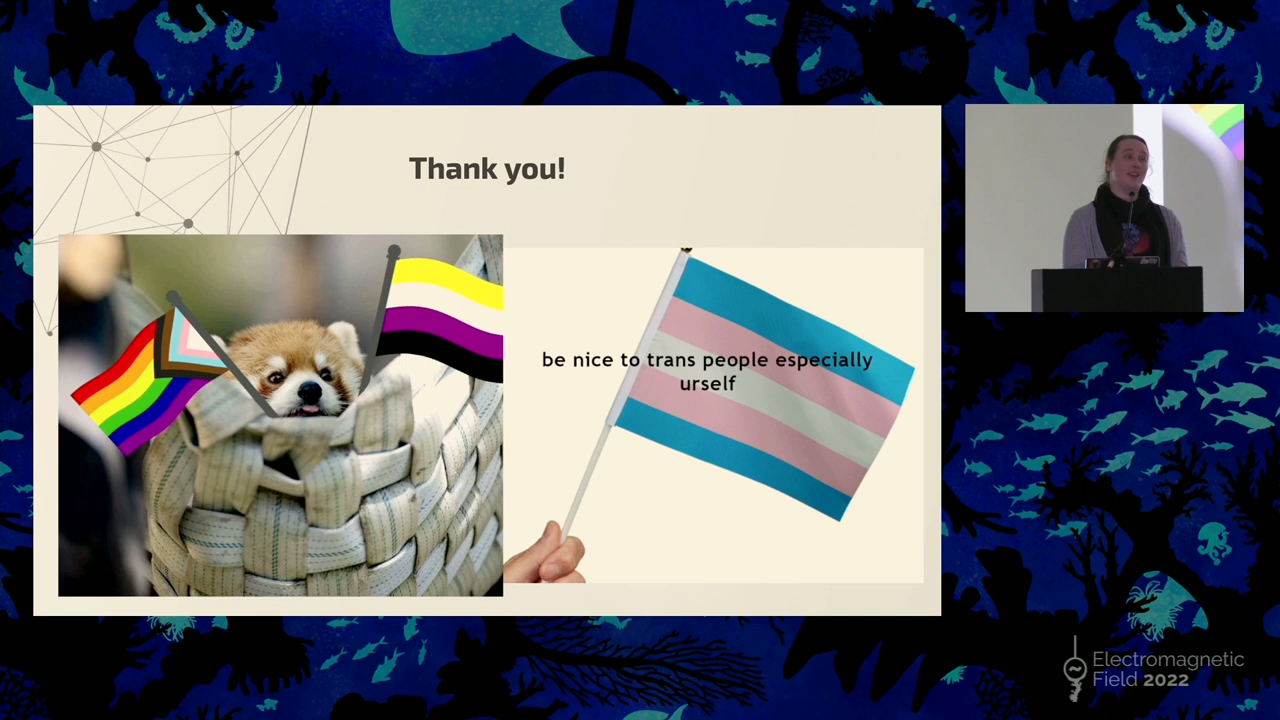 Thank you!
be nice to trans people especially
urself
Electromagnetic
Field 2022